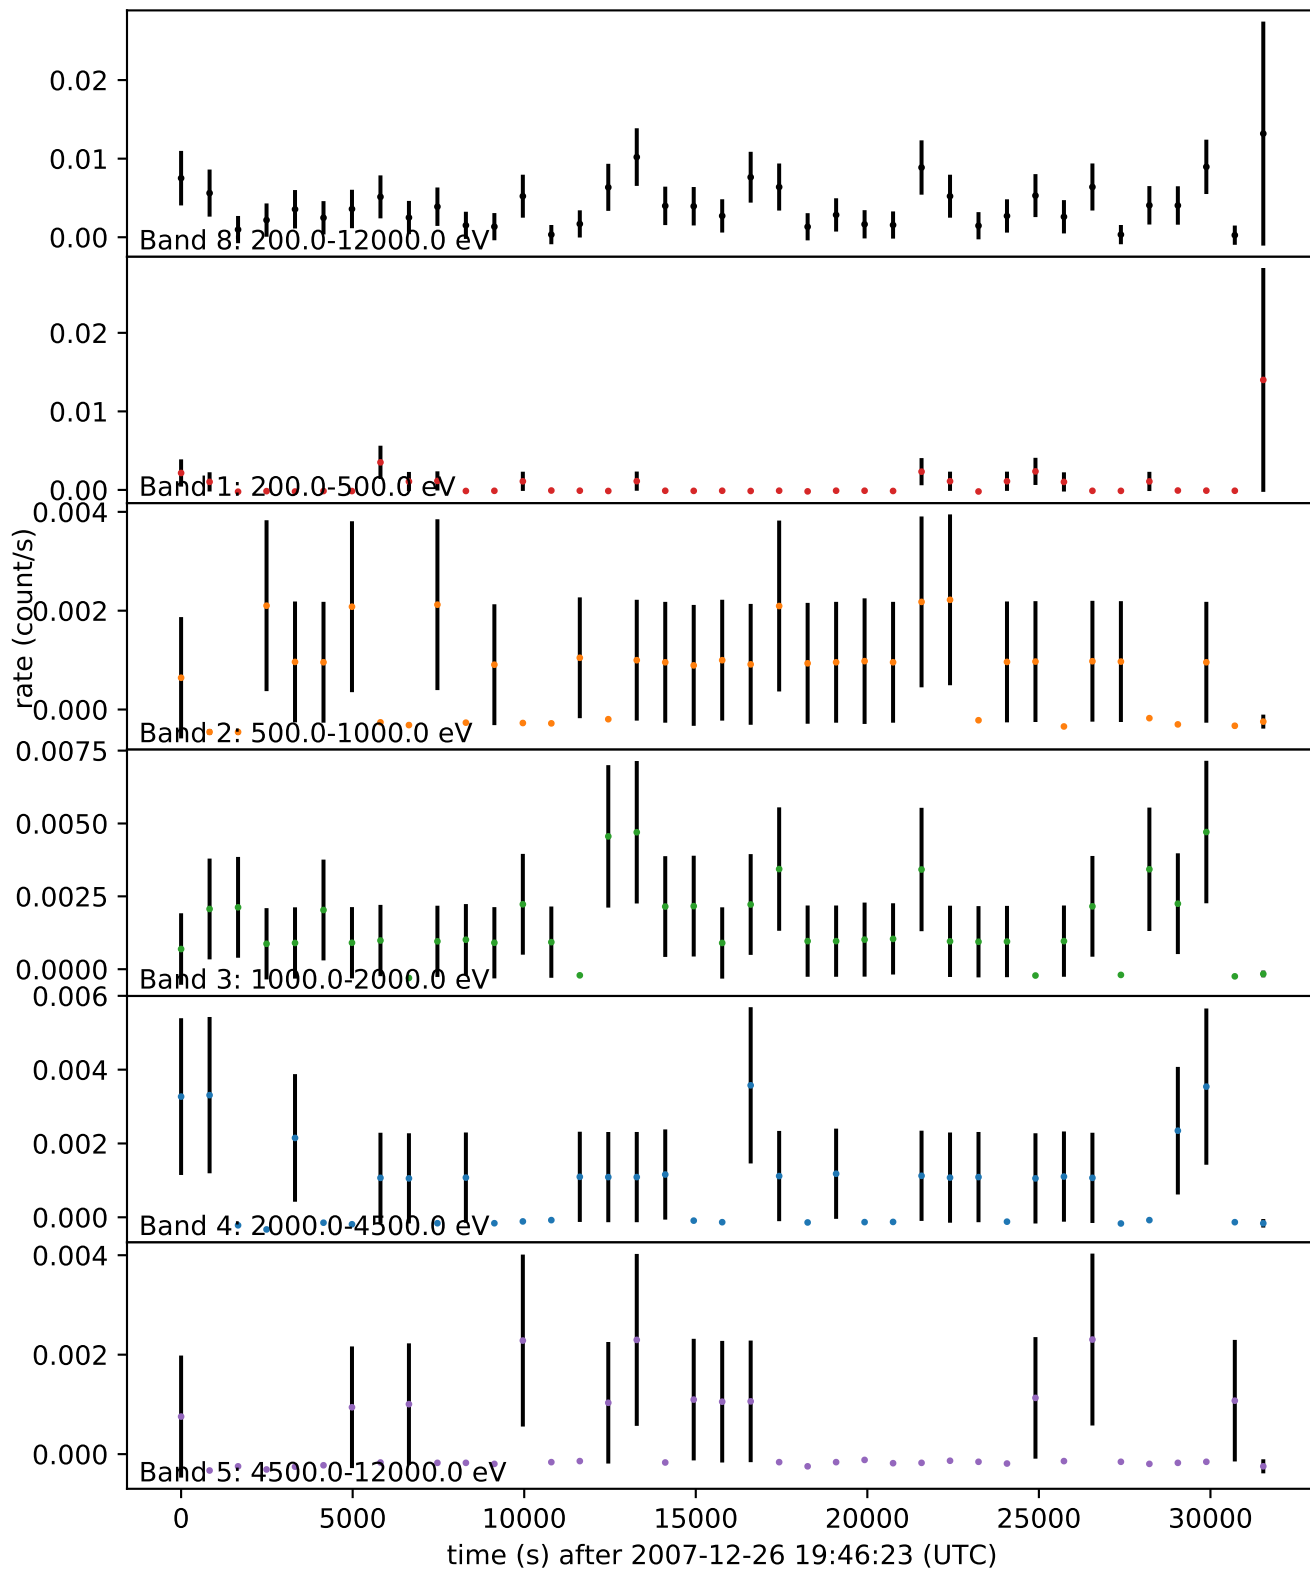 0.02
0.01
0.00
Band 8: 200.0-12000.0 eV
0.02
0.01
0.00
Band 1: 200.0-500.0 eV
rate (count/s)
0.004
0.002
0.000
Band 2: 500.0-1000.0 eV
0.0075
0.0050
0.0025
0.0000
Band 3: 1000.0-2000.0 eV
0.006
0.004
0.002
0.000
Band 4: 2000.0-4500.0 eV
0.004
0.002
0.000
Band 5: 4500.0-12000.0 eV
0 5000 10000 15000 20000 25000 30000
time (s) after 2007-12-26 19:46:23 (UTC)